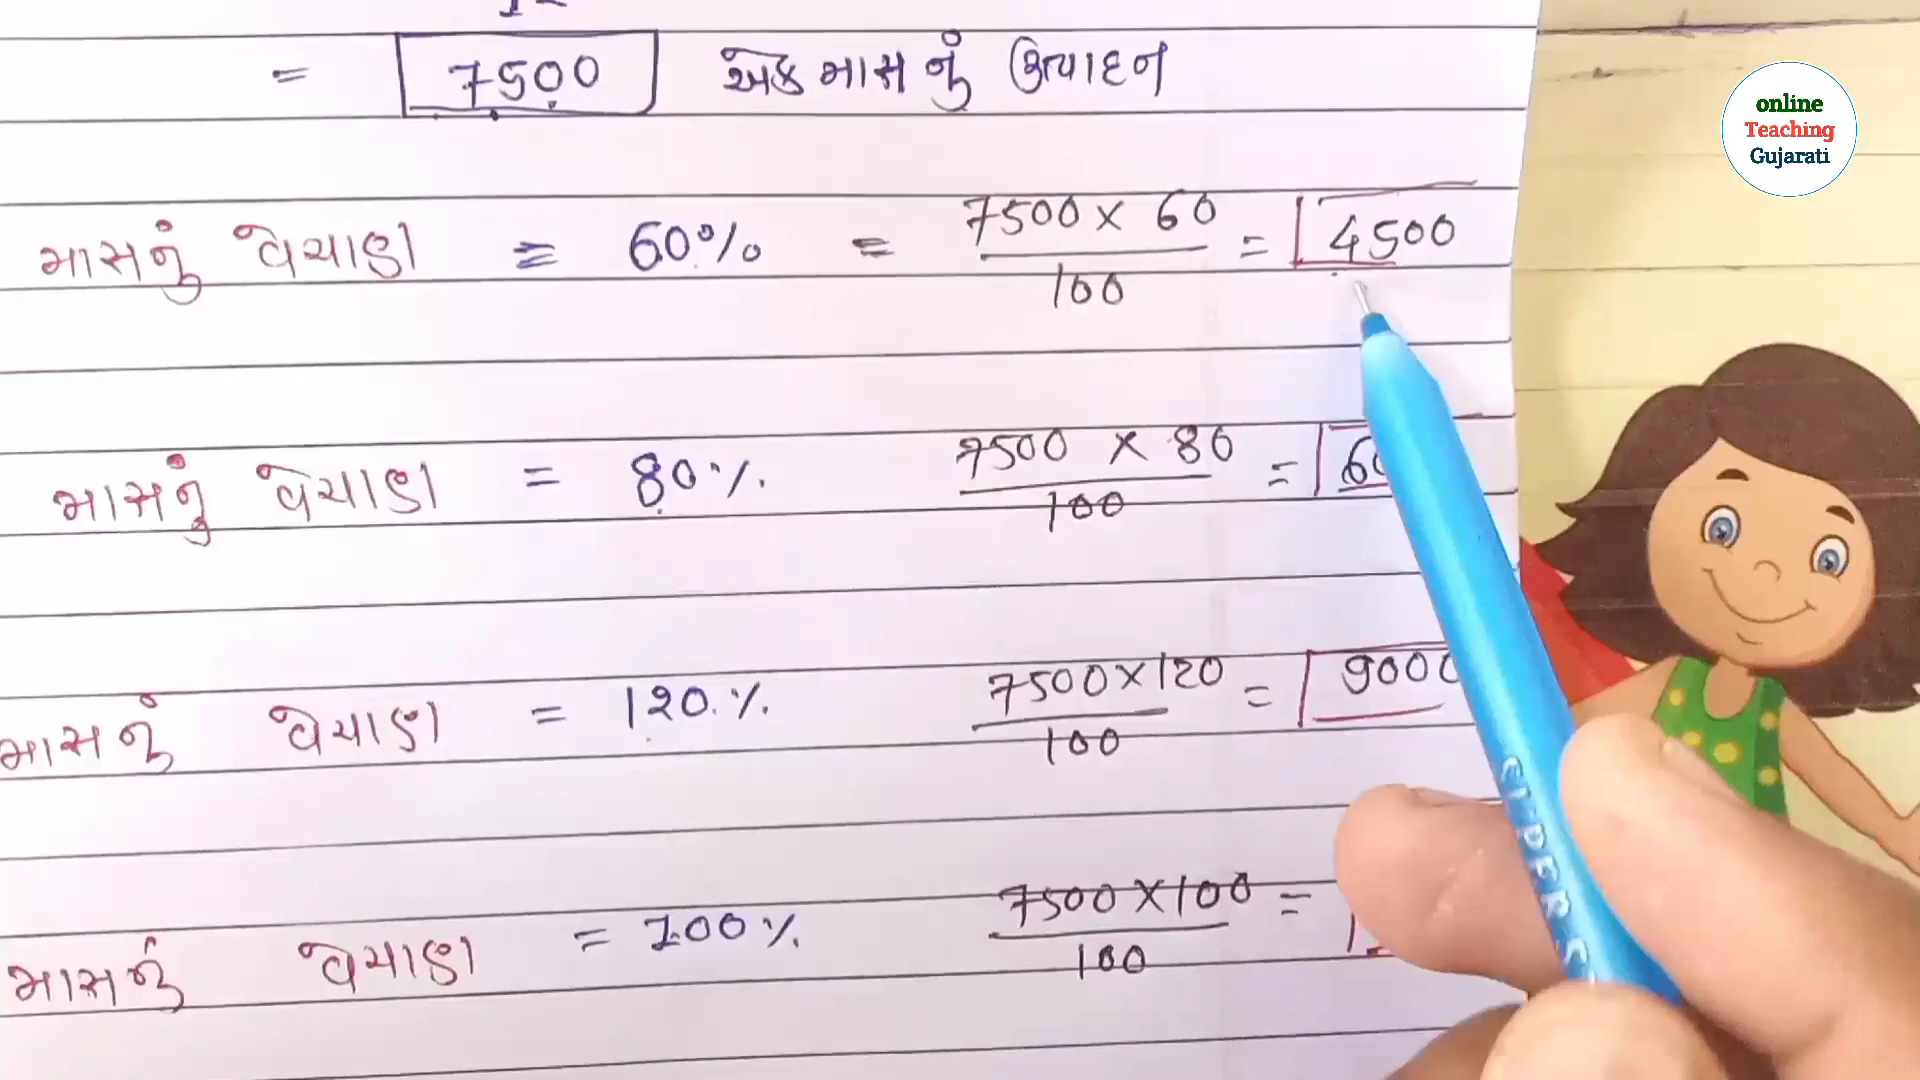 = 7500 એક માસ નું ઉત્પાદન
online
Teaching
Gujarati
માસનું વેચાણ = 60% = 7500 x 60 / 100 = 4500
માસનું વેચાણ = 80% 7500 x 80 / 100 =
માસનું વેચાણ = 120% 7500 x 120 / 100 = 9000
માસનું વેચાણ = 100% 7500 x 100 / 100 =